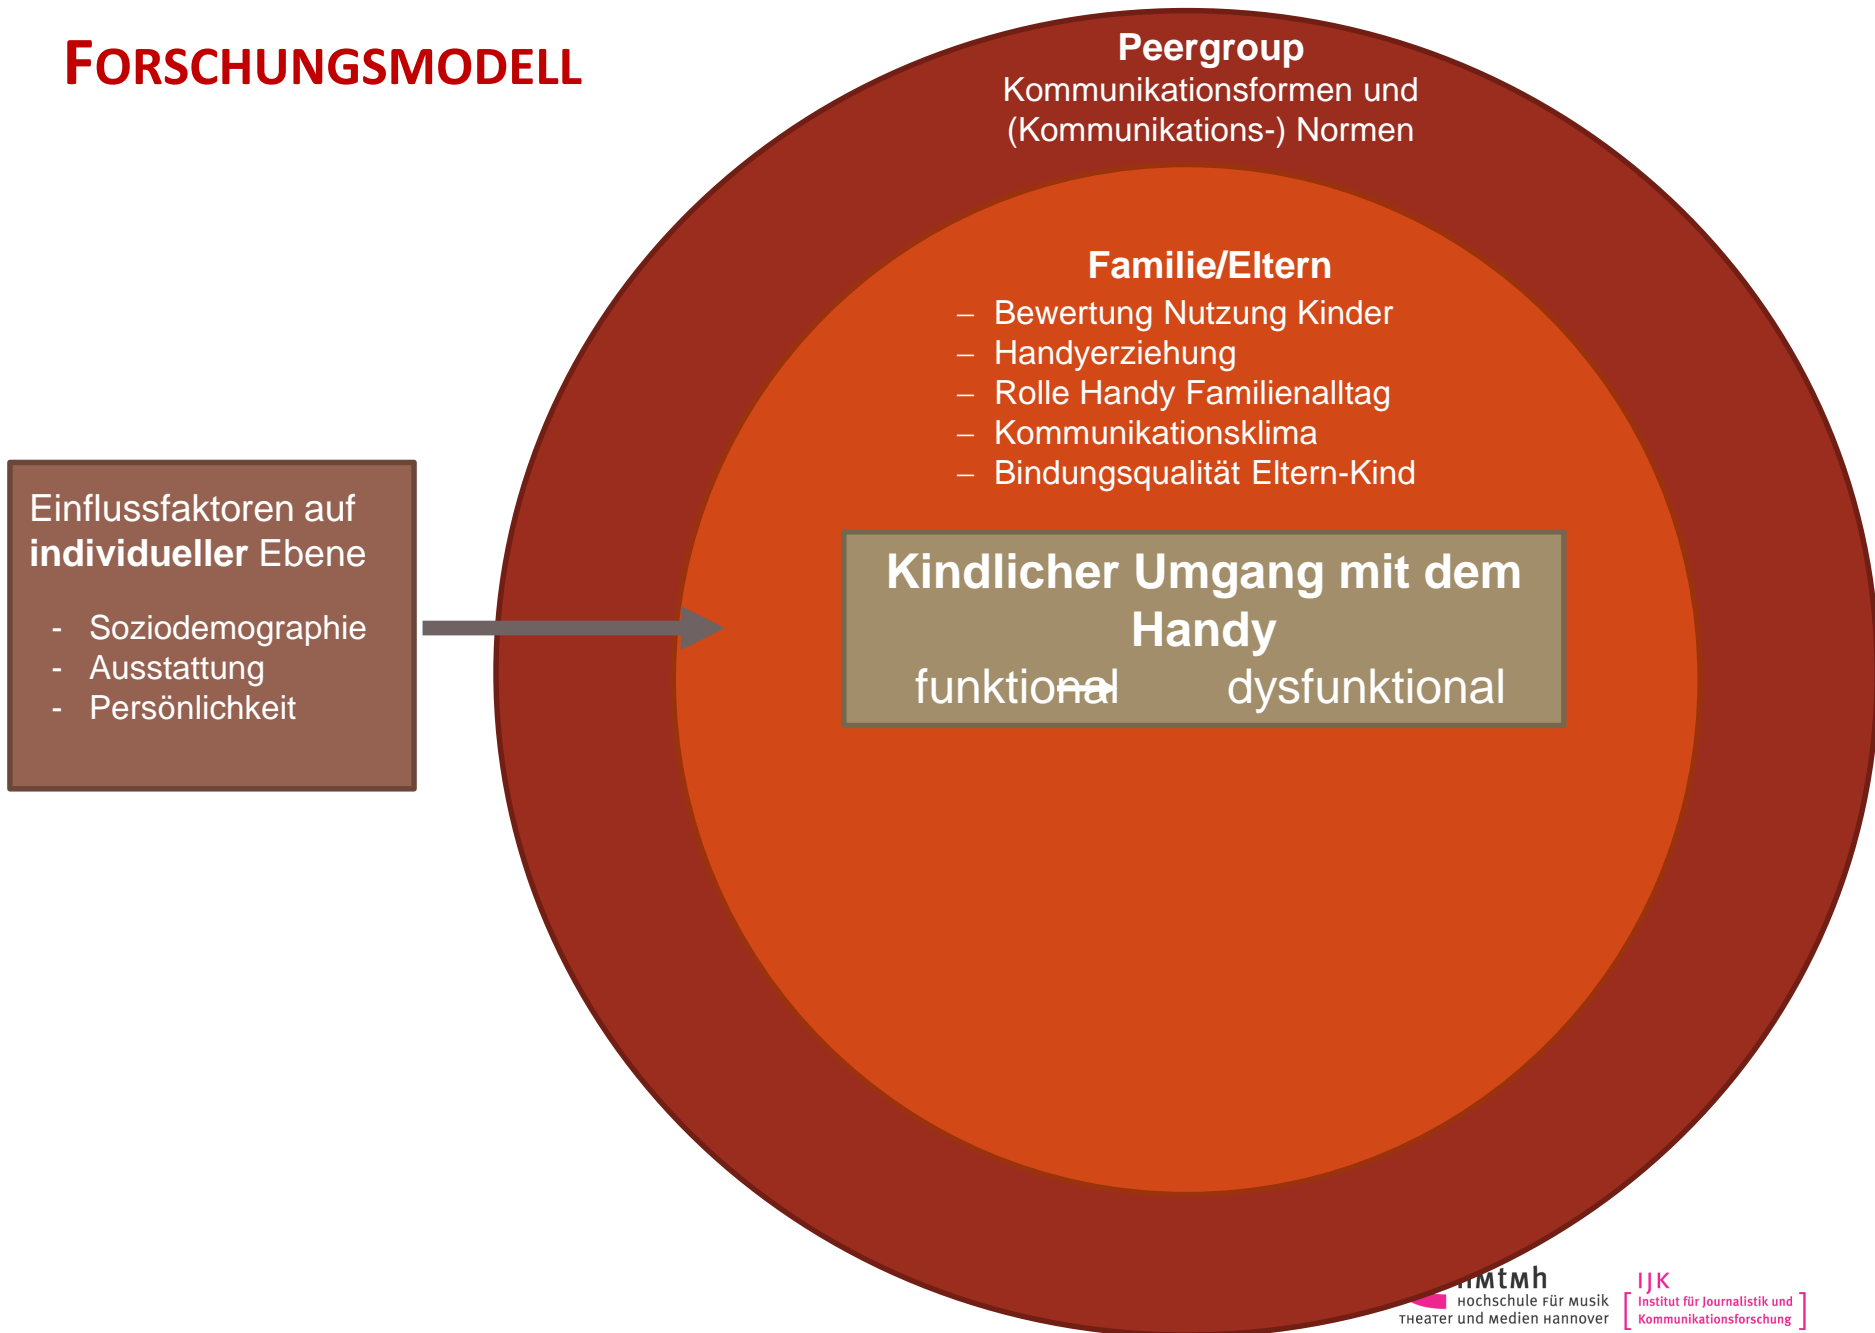 FORSCHUNGSMODELL
Peergroup
Kommunikationsformen und
(Kommunikations-) Normen
Familie/Eltern
– Bewertung Nutzung Kinder
– Handyerziehung
– Rolle Handy Familienalltag
– Kommunikationsklima
– Bindungsqualität Eltern-Kind
Einflussfaktoren auf
individueller Ebene
- Soziodemographie
- Ausstattung
- Persönlichkeit
Kindlicher Umgang mit dem
Handy
funktional dysfunktional
hmtmh
Hochschule für Musik
Theater und Medien Hannover
IJK
Institut für Journalistik und
Kommunikationsforschung